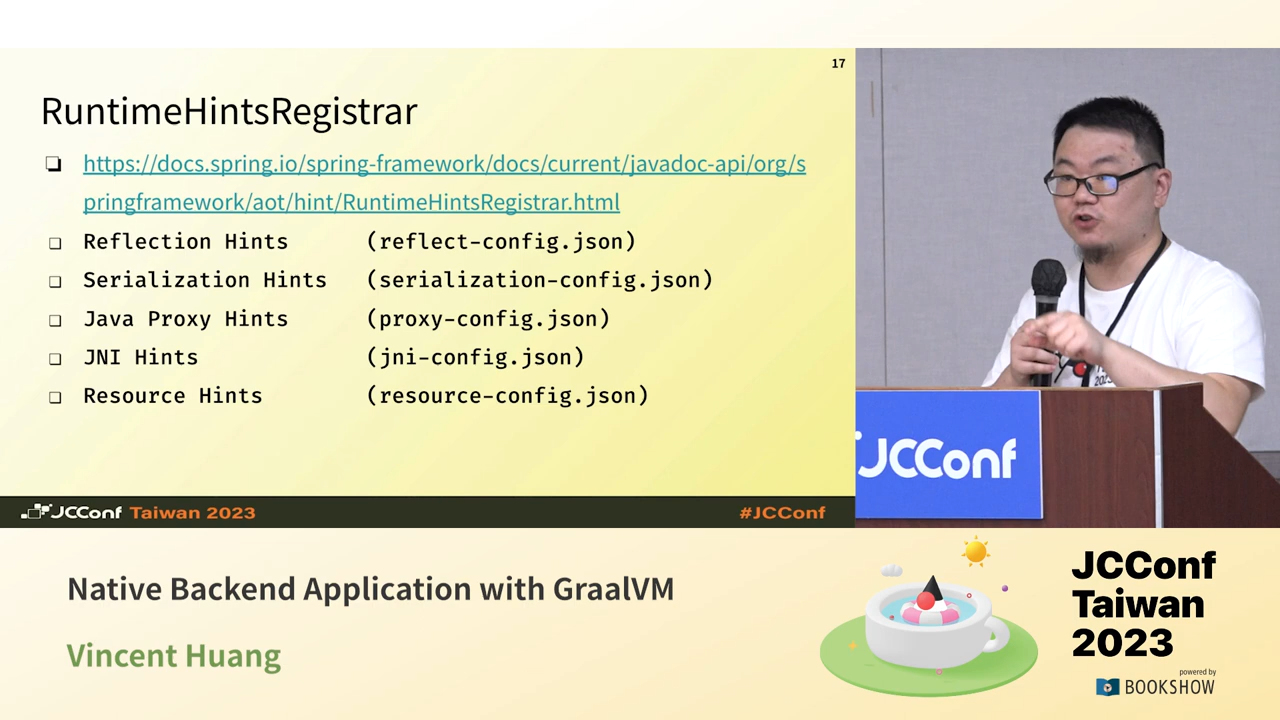 17
RuntimeHintsRegistrar
❏ https://docs.spring.io/spring-framework/docs/current/javadoc-api/org/s
pringframework/aot/hint/RuntimeHintsRegistrar.html
❏ Reflection Hints (reflect-config.json)
❏ Serialization Hints (serialization-config.json)
❏ Java Proxy Hints (proxy-config.json)
❏ JNI Hints (jni-config.json)
❏ Resource Hints (resource-config.json)
JCConf Taiwan 2023
#JCConf
JCConf
Native Backend Application with GraalVM
Vincent Huang
JCConf
Taiwan
2023
powered by
BOOKSHOW